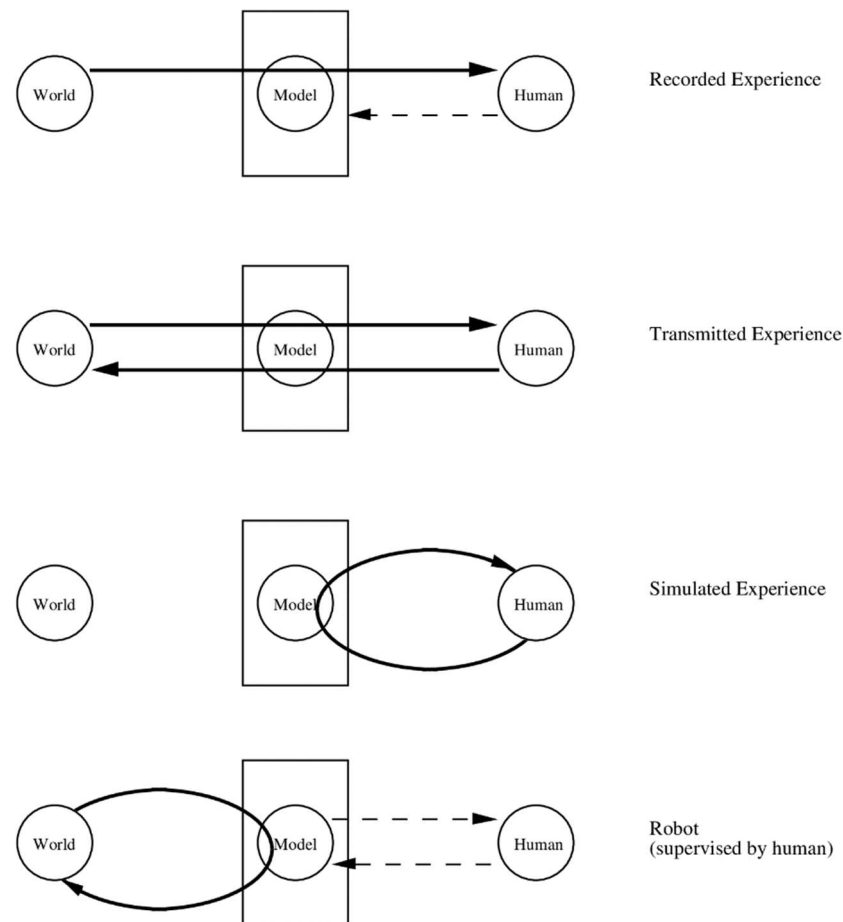 World
Model
Human
Recorded Experience
World
Model
Human
Transmitted Experience
World
Model
Human
Simulated Experience
World
Model
Human
Robot
(supervised by human)